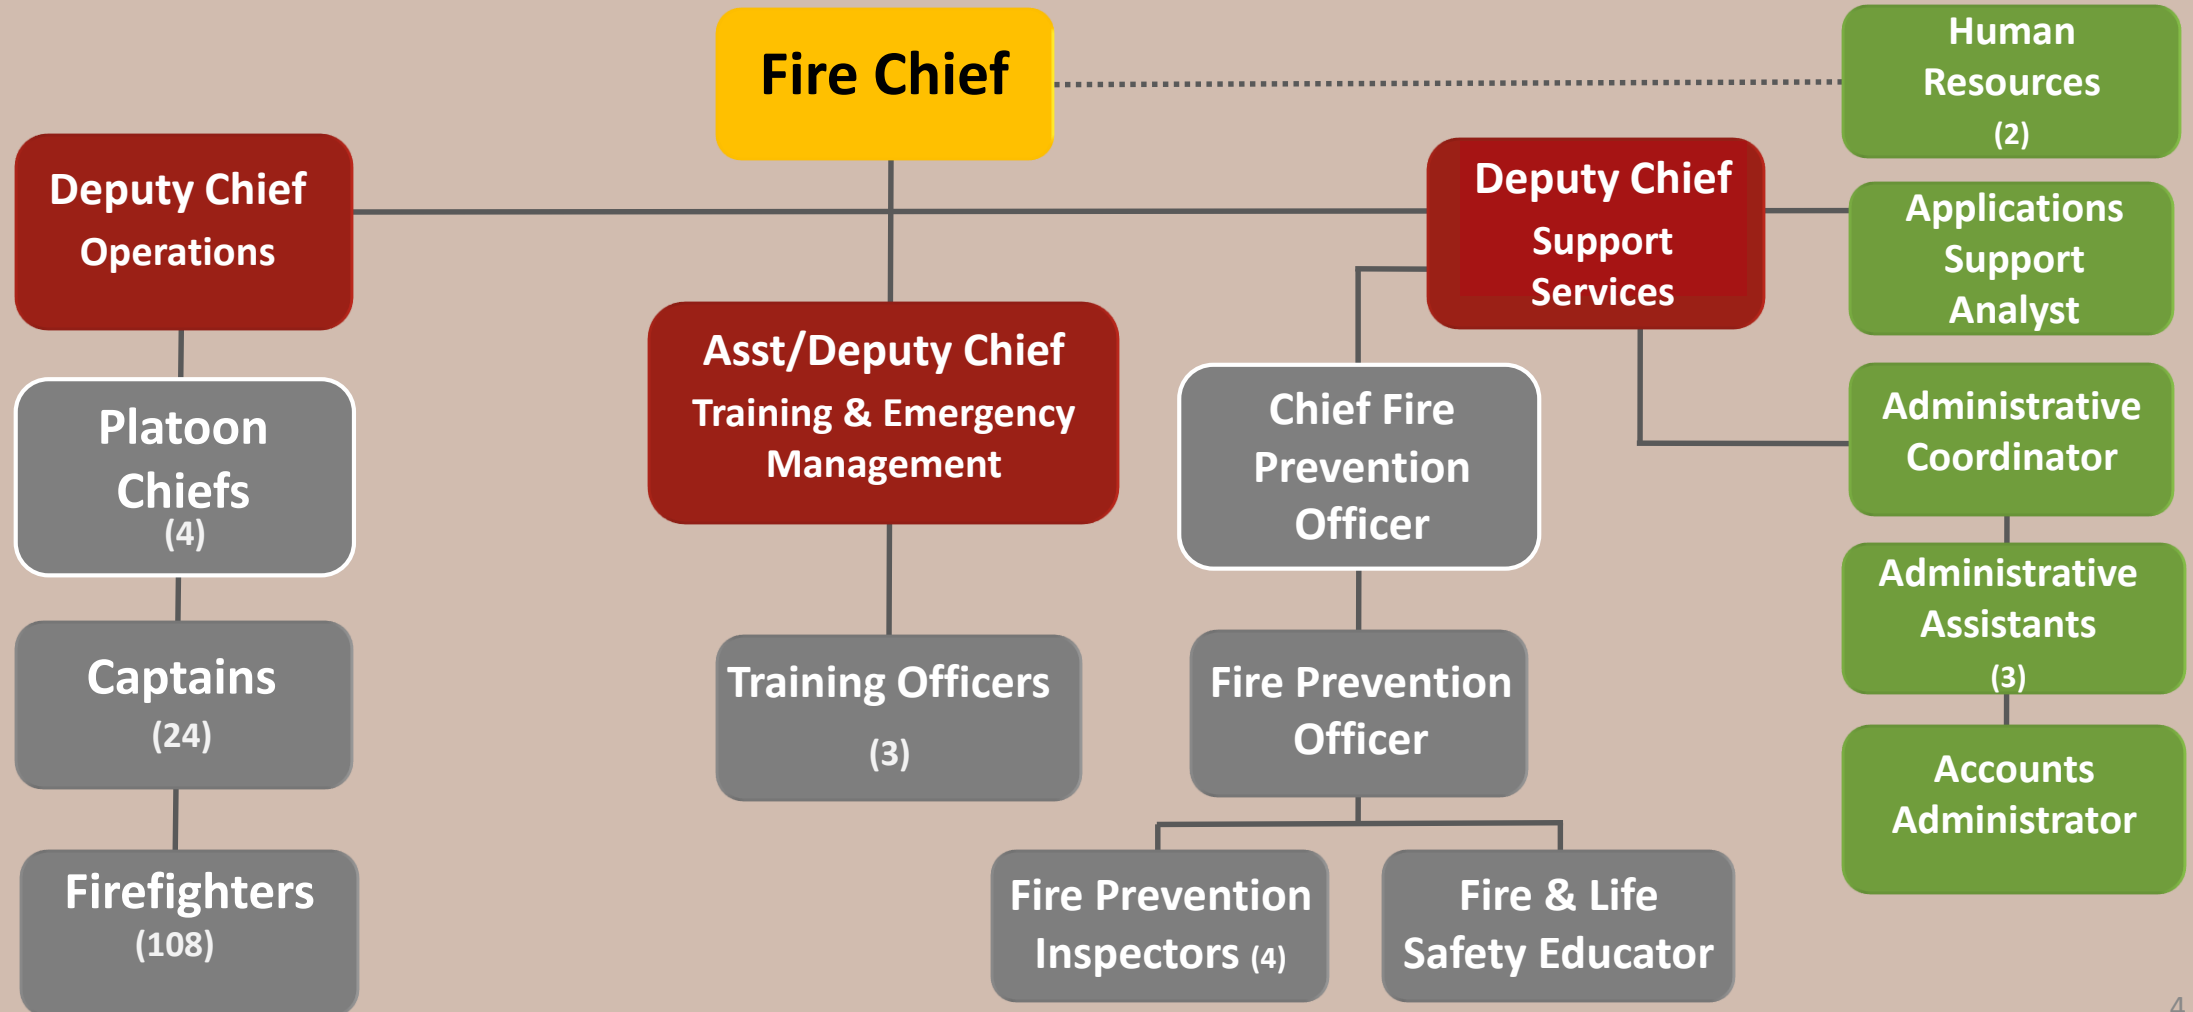 Fire Chief
Human
Resources
(2)
Deputy Chief
Operations
Deputy Chief
Support
Services
Applications
Support
Analyst
Asst/Deputy Chief
Training & Emergency
Management
Platoon
Chiefs
(4)
Chief Fire
Prevention
Officer
Administrative
Coordinator
Administrative
Assistants
(3)
Captains
(24)
Training Officers
(3)
Fire Prevention
Officer
Accounts
Administrator
Firefighters
(108)
Fire Prevention
Inspectors (4)
Fire & Life
Safety Educator
4